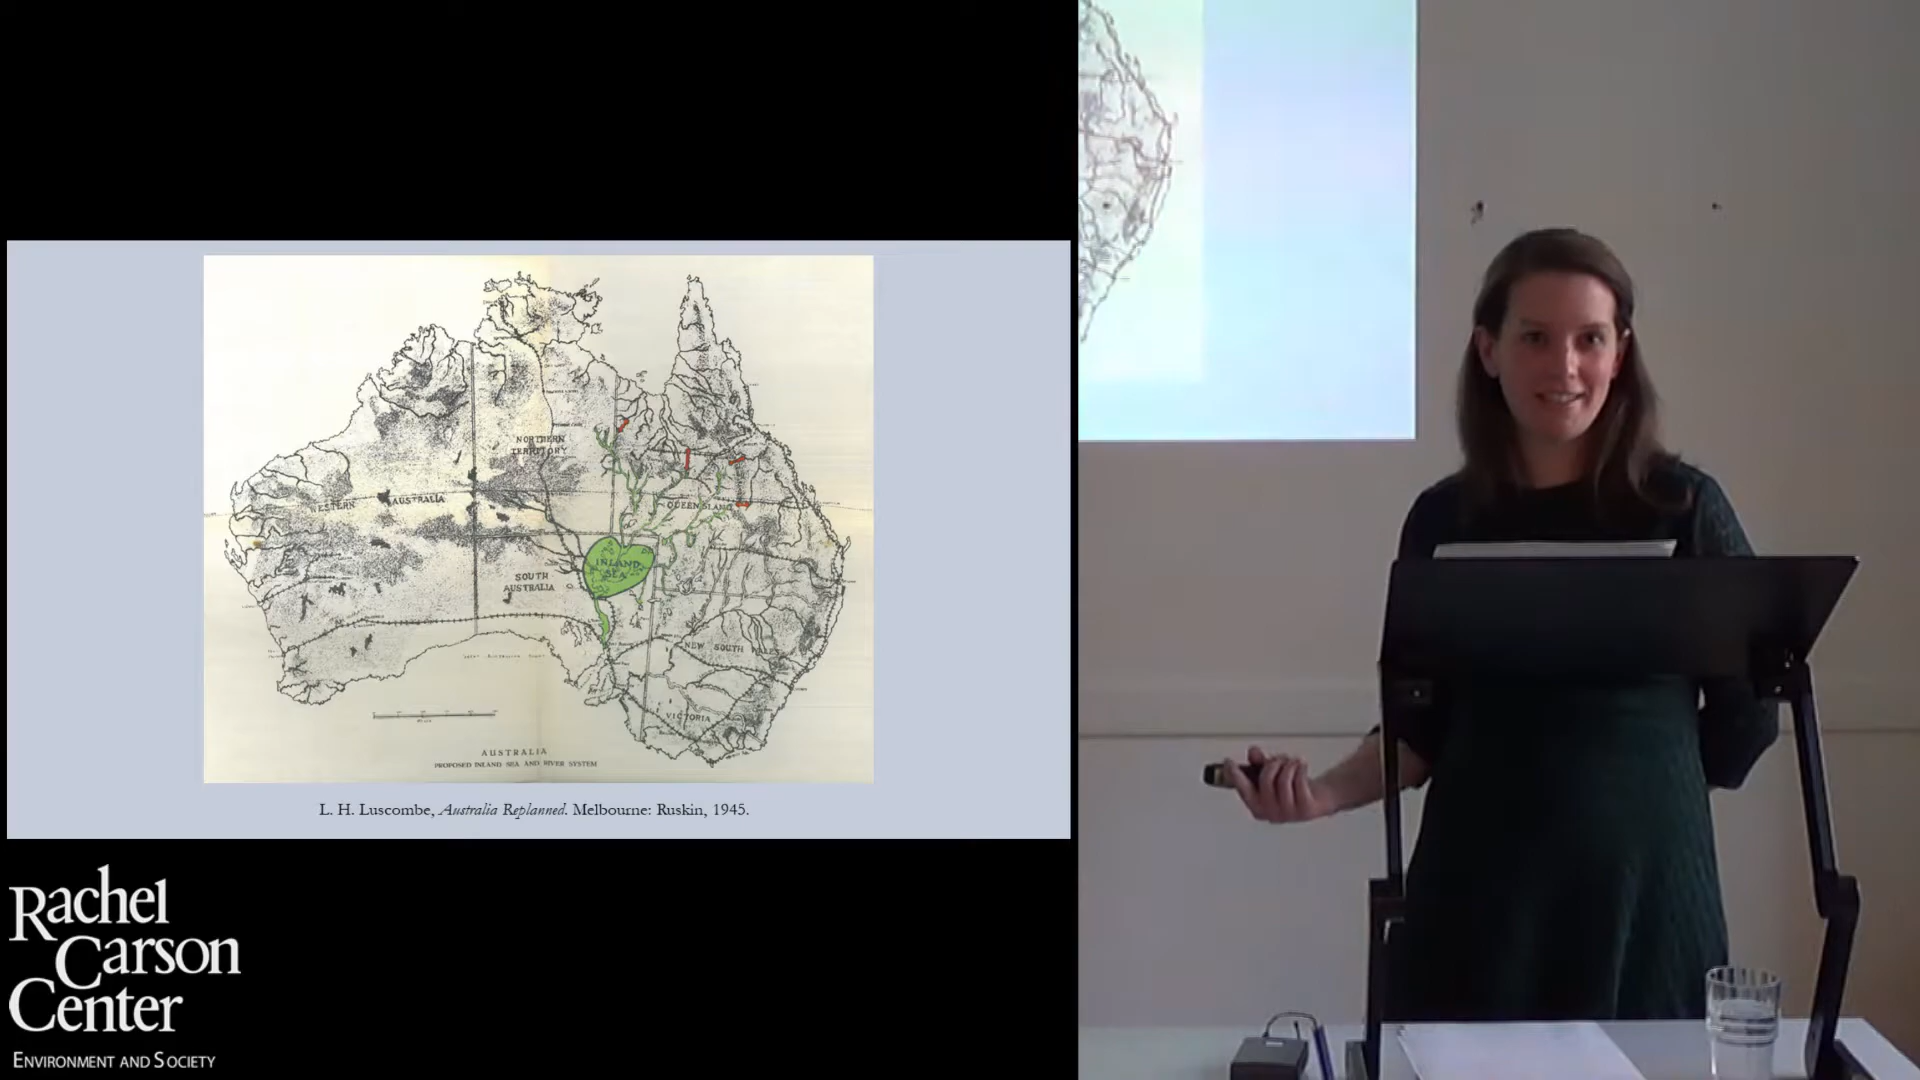 NORTHERN
TERRITORY
WESTERN AUSTRALIA
QUEENSLAND
INLAND
SEA
SOUTH
AUSTRALIA
NEW SOUTH WALES
VICTORIA
AUSTRALIA
PROPOSED INLAND SEA AND RIVER SYSTEM
L. H. Luscombe, Australia Replanned. Melbourne: Ruskin, 1945.
Rachel
Carson
Center
ENVIRONMENT AND SOCIETY